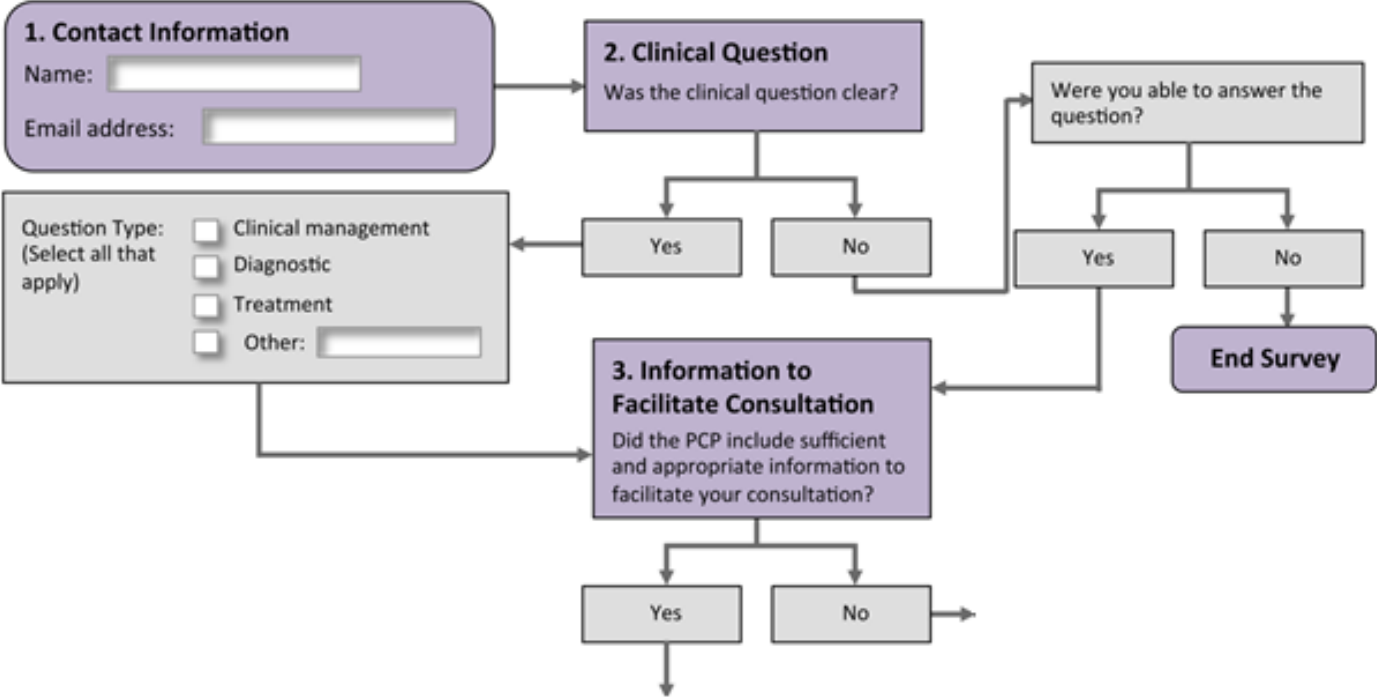 1. Contact Information
Name:
Email address:
2. Clinical Question
Was the clinical question clear?
Were you able to answer the
question?
Yes
No
Yes
No
Question Type:
(Select all that
apply)
Clinical management
Diagnostic
Treatment
Other:
End Survey
3. Information to
Facilitate Consultation
Did the PCP include sufficient
and appropriate information to
facilitate your consultation?
Yes
No